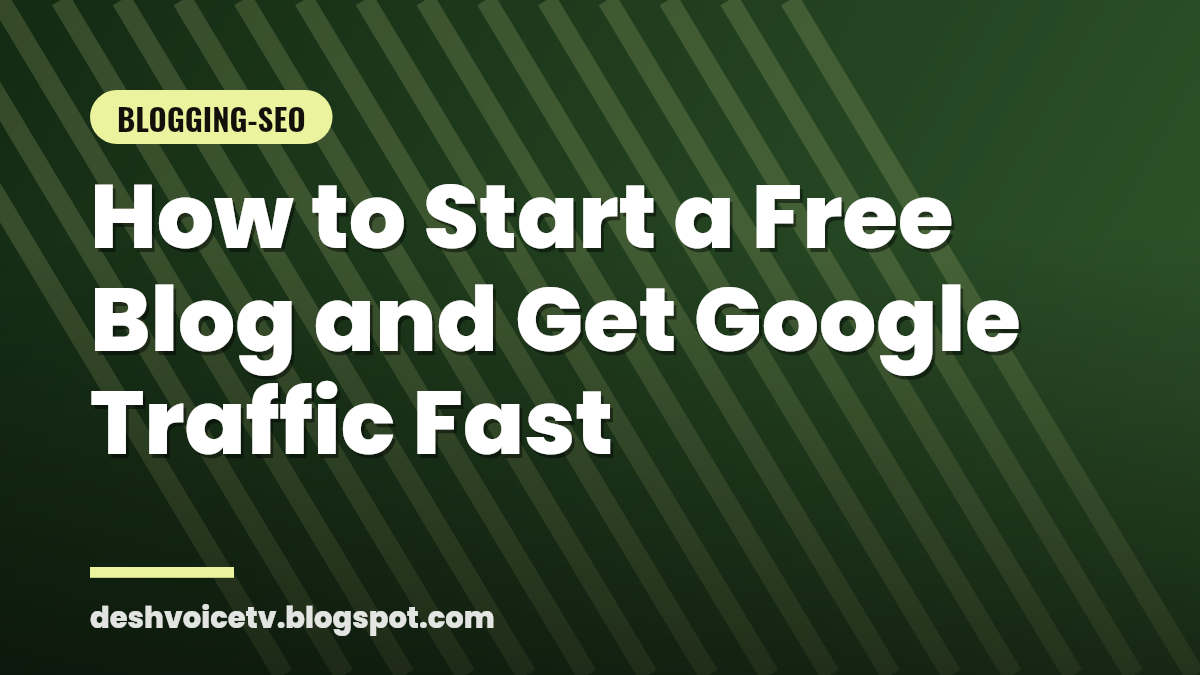 BLOGGING-SEO
How to Start a Free
Blog and Get Google
Traffic Fast
deshvoicetv.blogspot.com